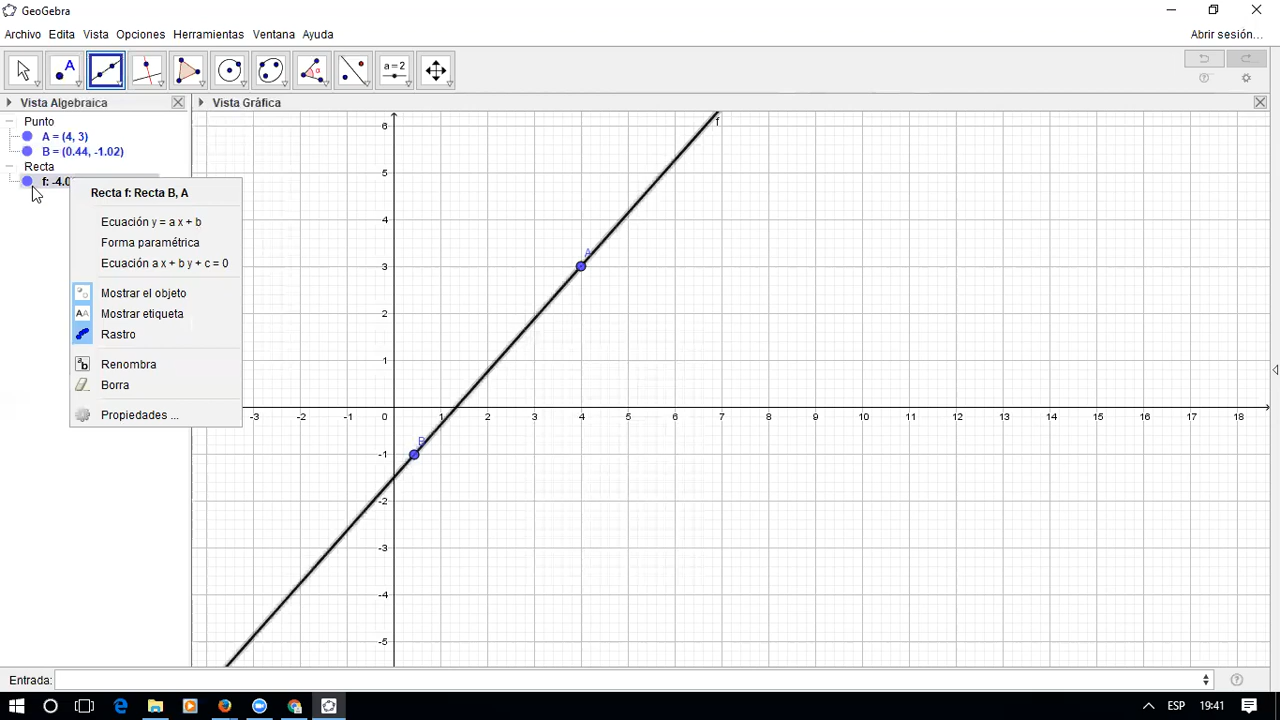 GeoGebra
Archivo Edita Vista Opciones Herramientas Ventana Ayuda
Abrir sesión...
A
α
a = 2
Vista Algebraica
Vista Gráfica
Punto
A = (4, 3)
B = (0.44, -1.02)
Recta
f: -4.0
Recta f: Recta B, A
Ecuación y = a x + b
Forma paramétrica
Ecuación a x + b y + c = 0
Mostrar el objeto
AA Mostrar etiqueta
Rastro
Renombra
Borra
Propiedades ...
f
A
B
6
4
3
2
1
-3 -2 -1 0 1 2 3 4 5 6 7 8 9 10 11 12 13 14 15 16 17 18
-1
-2
-3
-4
-5
Entrada:
ESP 19:41